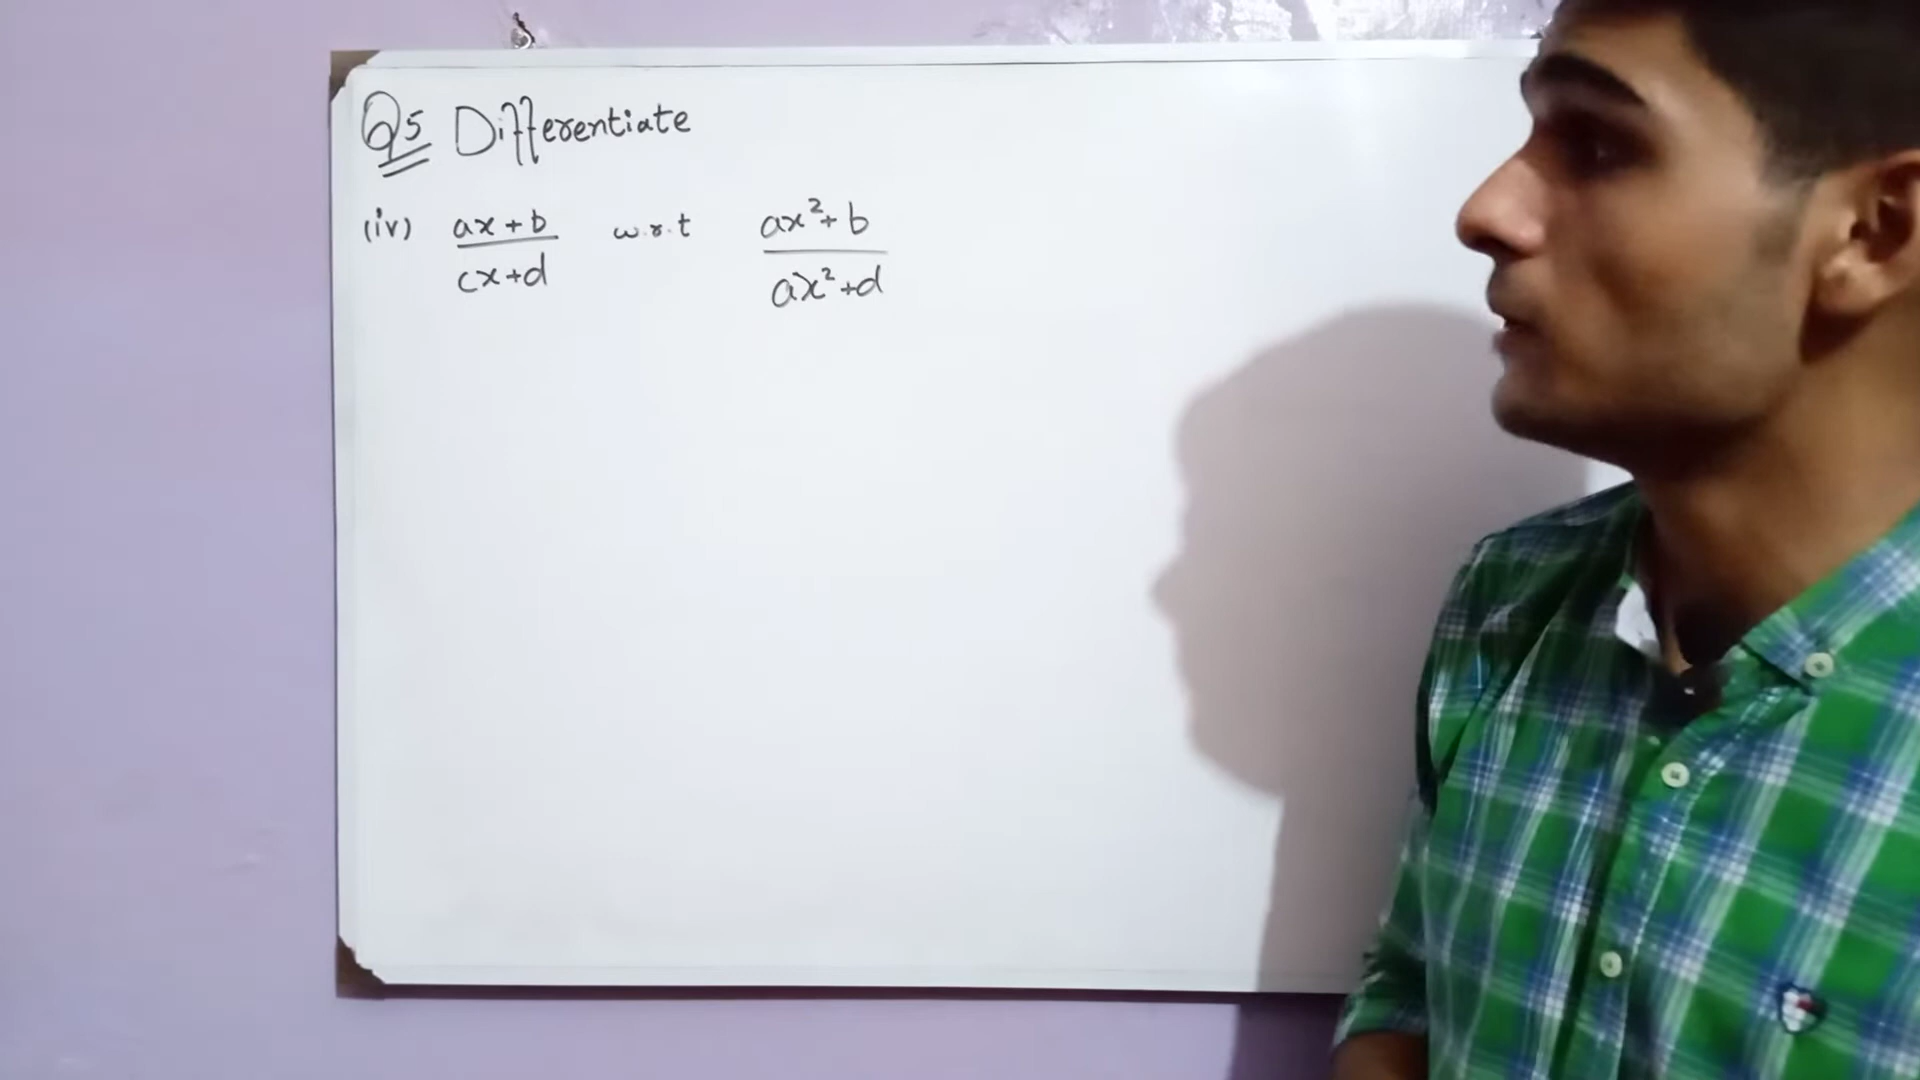 Q5 Differentiate
(iv) ax+b / cx+d w.r.t ax²+b / ax²+d